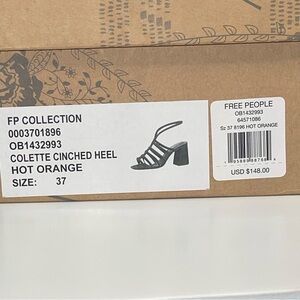 FP COLLECTION
0003701896
OB1432993
COLETTE CINCHED HEEL
HOT ORANGE
SIZE: 37
FREE PEOPLE
OB1432993
64571086
Sz 37 8196 HOT ORANGE
USD $148.00